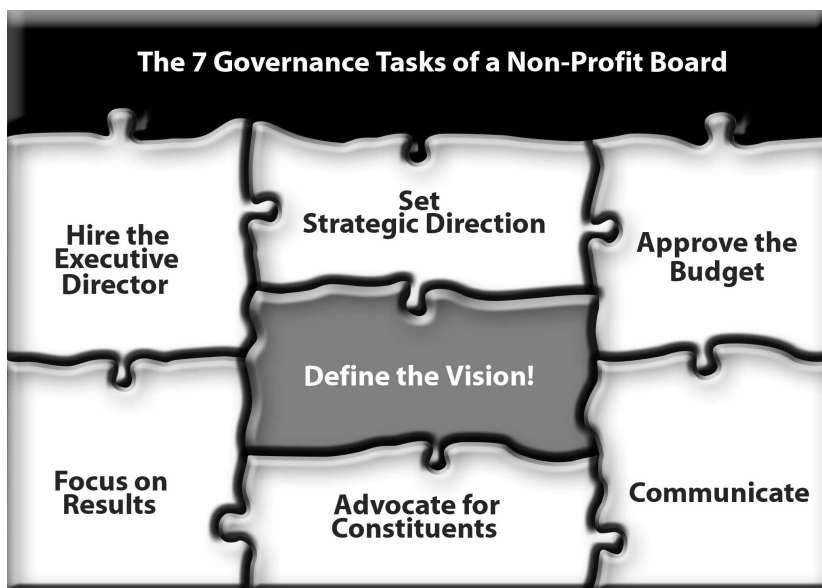 The 7 Governance Tasks of a Non-Profit Board
Hire the
Executive
Director
Set
Strategic Direction
Approve the
Budget
Define the Vision!
Focus on
Results
Advocate for
Constituents
Communicate